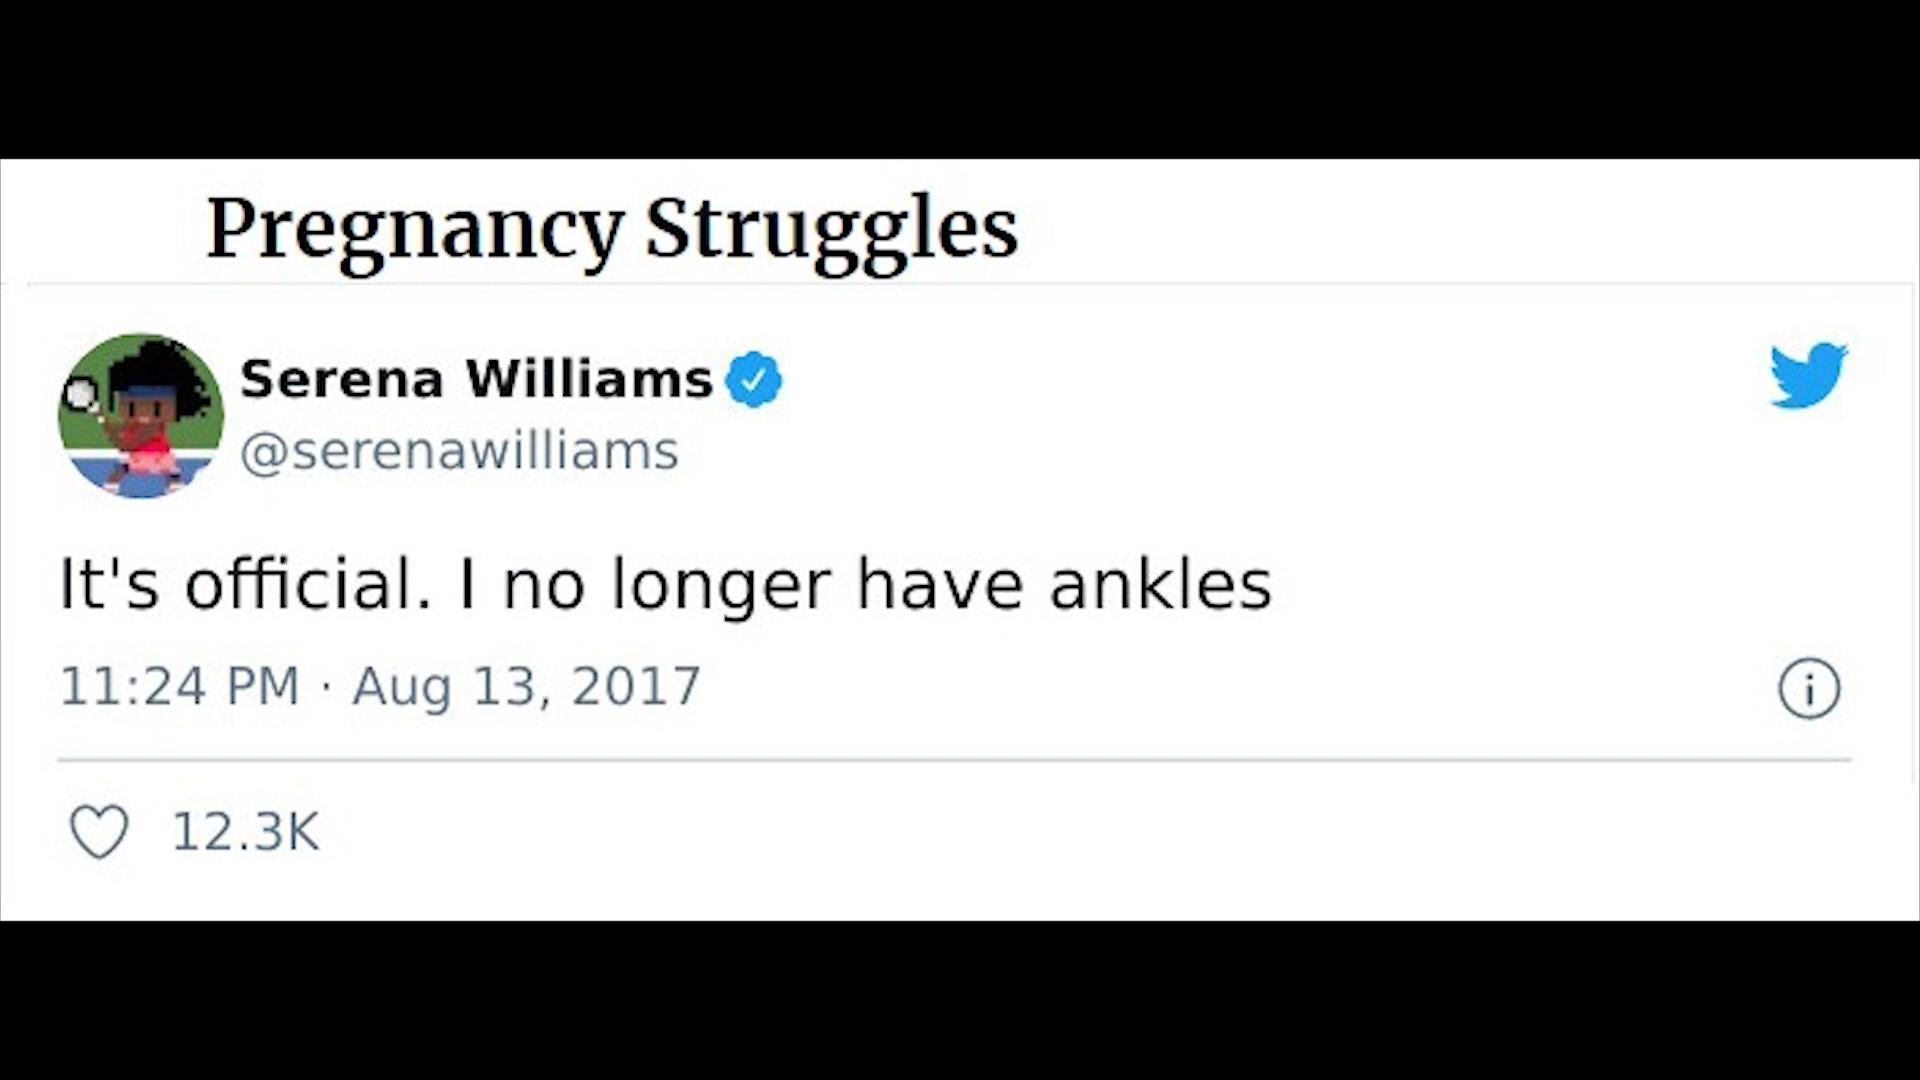 Pregnancy Struggles
Serena Williams
@serenawilliams
It's official. I no longer have ankles
11:24 PM · Aug 13, 2017
12.3K